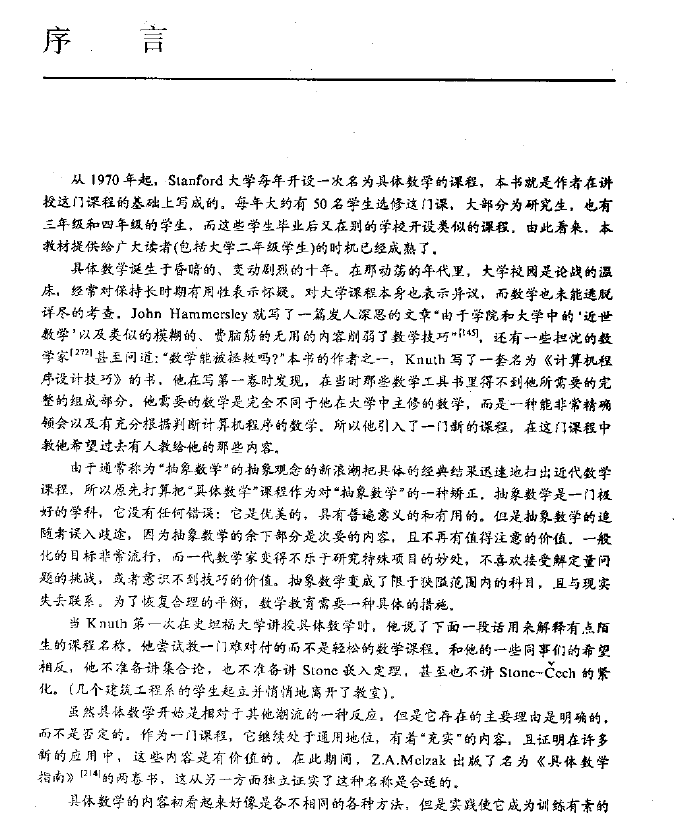 序 言
从 1970 年起，Stanford 大学每年开设一次名为具体数学的课程，本书就是作者在讲
授这门课程的基础上写成的。每年大约有 50 名学生选修这门课，大部分为研究生，也有
三年级和四年级的学生，而这些学生毕业后又在别的学校开设类似的课程。由此看来，本
教材提供给广大读者(包括大学二年级学生)的时机已经成熟了。
具体数学诞生于昏暗的、变动剧烈的十年。在那动荡的年代里，大学校园是论战的温
床，经常对保持长时期有用性表示怀疑。对大学课程本身也表示异议，而数学也未能逃脱
详尽的考查。John Hammersley 就写了一篇发人深思的文章“由于学院和大学中的‘近世
数学’以及类似的模糊的、费脑筋的无用的内容削弱了数学技巧”[145]，还有一些担忧的数
学家[272]甚至问道：“数学能被拯救吗？”本书的作者之一，Knuth 写了一套名为《计算机程
序设计技巧》的书，他在写第一卷时发现，在当时那些数学工具书里得不到他所需要的完
整的组成部分。他需要的数学是完全不同于他在大学中主修的数学，而是一种能非常精确
领会以及有充分根据判断计算机程序的数学。所以他引入了一门新的课程，在这门课程中
教他希望过去有人教给他的那些内容。
由于通常称为“抽象数学”的抽象观念的新浪潮把具体的经典结果迅速地扫出近代数学
课程，所以原先打算把“具体数学”课程作为对“抽象数学”的一种矫正。抽象数学是一门极
好的学科，它没有任何错误：它是优美的，具有普遍意义的和有用的。但是抽象数学的追
随者误入歧途，因为抽象数学的余下部分是次要的内容，且不再有值得注意的价值。一般
化的目标非常流行，而一代数学家变得不乐于研究特殊项目的妙处，不喜欢接受解定量问
题的挑战，或者意识不到技巧的价值。抽象数学变成了限于狭隘范围内的科目，且与现实
失去联系。为了恢复合理的平衡，数学教育需要一种具体的措施。
当 Knuth 第一次在史坦福大学讲授具体数学时，他说了下面一段话用来解释有点陌
生的课程名称。他尝试教一门难对付的而不是轻松的数学课程。和他的一些同事们的希望
相反，他不准备讲集合论，也不准备讲 Stone 嵌入定理，甚至也不讲 Stone-Čech 的紧
化。(几个建筑工程系的学生起立并悄悄地离开了教室)。
虽然具体数学开始是相对于其他潮流的一种反应，但是它存在的主要理由是明确的，
而不是否定的。作为一门课程，它继续处于通用地位，有着“充实”的内容，且证明在许多
新的应用中，这些内容是有价值的。在此期间，Z.A.Melzak 出版了名为《具体数学
指南》[214]的两卷书，这从另一方面独立证实了这种名称是合适的。
具体数学的内容初看起来好像是各不相同的各种方法，但是实践使它成为训练有素的